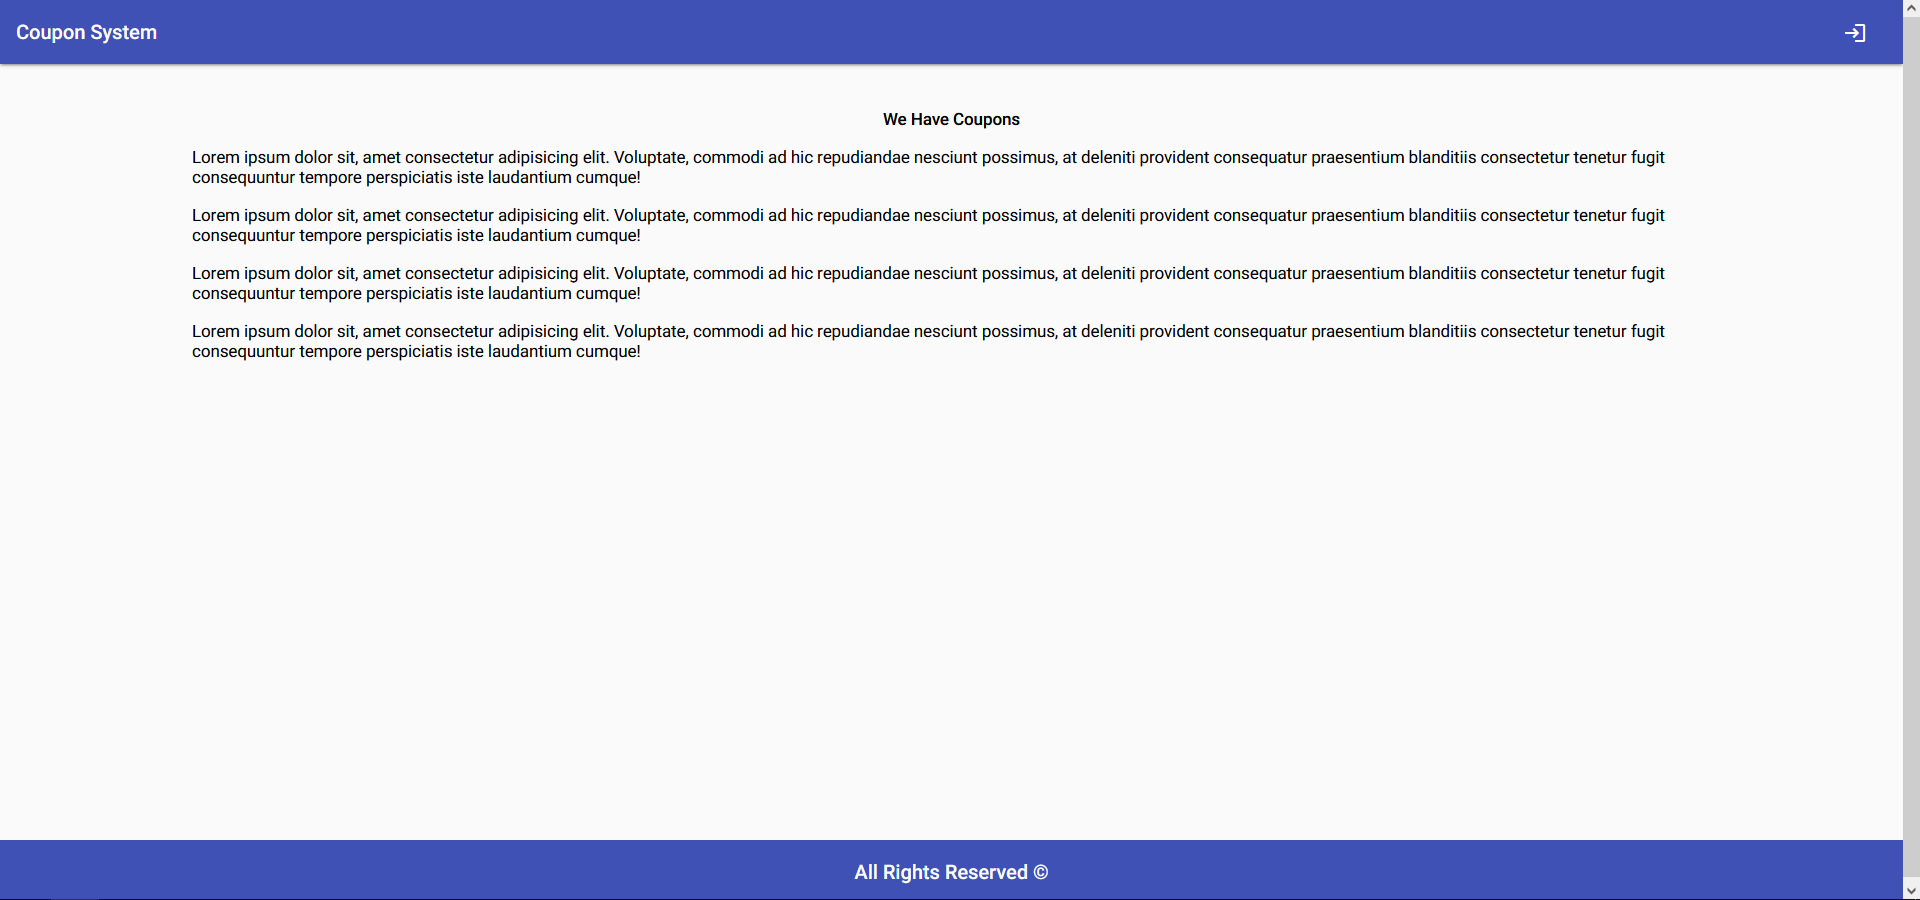 Coupon System
We Have Coupons
Lorem ipsum dolor sit, amet consectetur adipisicing elit. Voluptate, commodi ad hic repudiandae nesciunt possimus, at deleniti provident consequatur praesentium blanditiis consectetur tenetur fugit
consequuntur tempore perspiciatis iste laudantium cumque!
Lorem ipsum dolor sit, amet consectetur adipisicing elit. Voluptate, commodi ad hic repudiandae nesciunt possimus, at deleniti provident consequatur praesentium blanditiis consectetur tenetur fugit
consequuntur tempore perspiciatis iste laudantium cumque!
Lorem ipsum dolor sit, amet consectetur adipisicing elit. Voluptate, commodi ad hic repudiandae nesciunt possimus, at deleniti provident consequatur praesentium blanditiis consectetur tenetur fugit
consequuntur tempore perspiciatis iste laudantium cumque!
Lorem ipsum dolor sit, amet consectetur adipisicing elit. Voluptate, commodi ad hic repudiandae nesciunt possimus, at deleniti provident consequatur praesentium blanditiis consectetur tenetur fugit
consequuntur tempore perspiciatis iste laudantium cumque!
All Rights Reserved ©